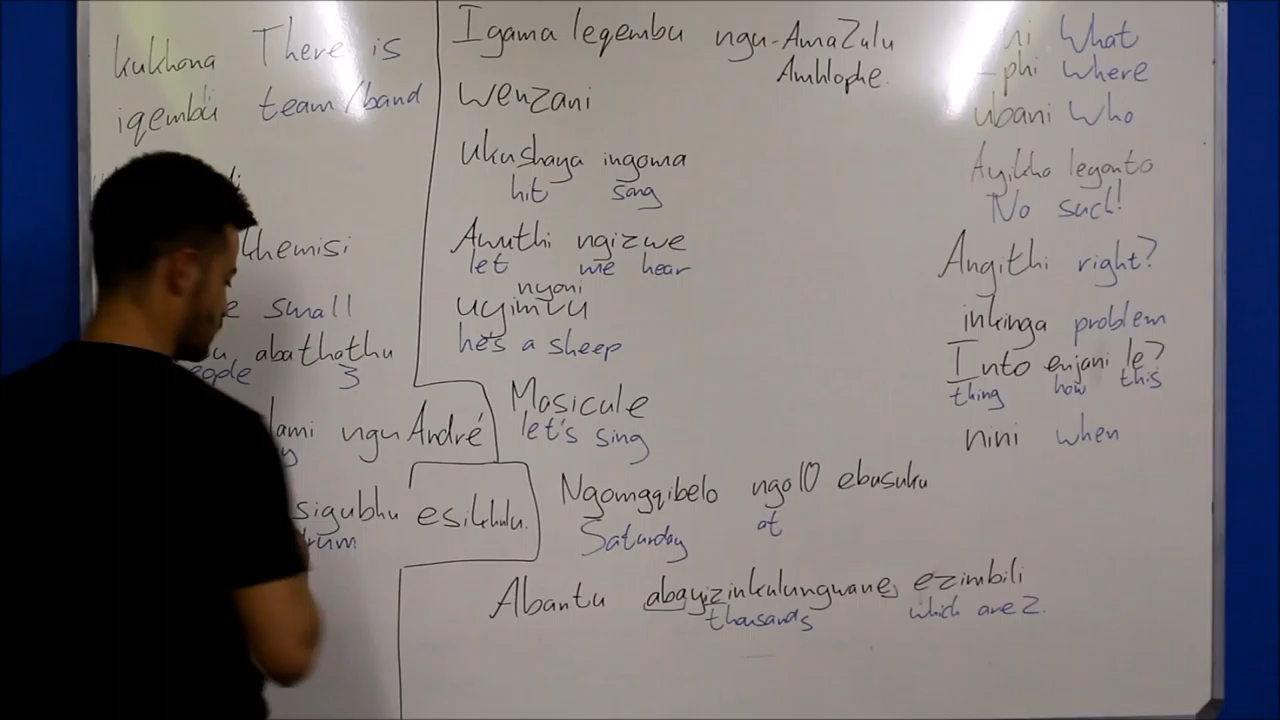 kukhona There is
iqembu team/band
khemisi
small
abathathu
3
ngu André
sigubhu esikhulu.
Igama leqembu ngu-AmaZulu
Amhlophe.
Wenzani
Ukushaya ingoma
hit song
Awuthi ngizwe
let me hear
nyoni
uyimvu
he's a sheep
Masicule
let's sing
Ngomgqibelo ngo10 ebusuku
Saturday at
Abantu abayizinkulungwane, ezimbili
thousands which are 2.
ni What
-phi Where
ubani Who
Ayikho legonto
No such!
Angithi right?
inkinga problem
Into enjani le?
thing how this
nini when